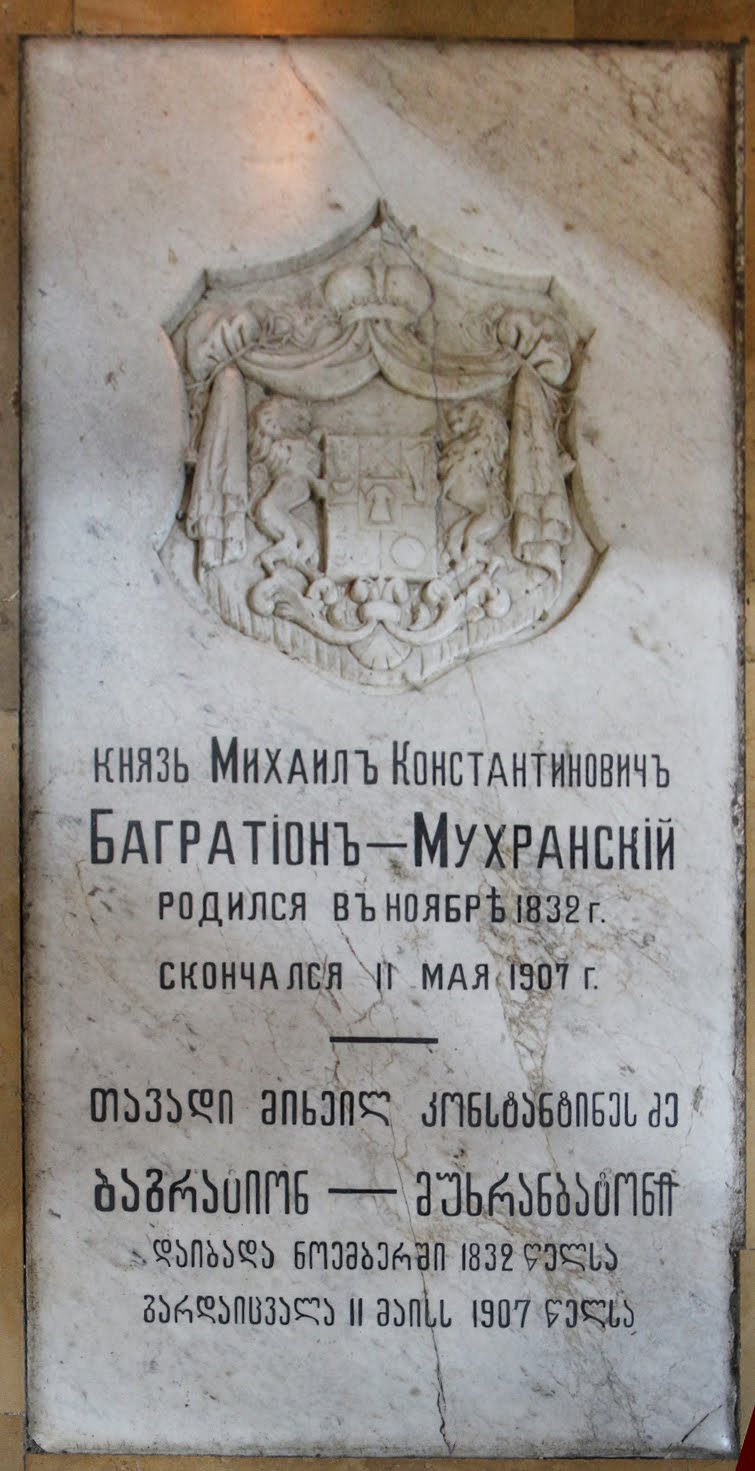 князь Михаилъ Константиновичъ
Багратіонъ—Мухранскій
родился въ ноябрѣ 1832 г.
скончался 11 мая 1907 г.
თავადი მიხეილ კონსტანტინეს ძე
ბაგრატიონ — მუხრანბატონჲ
დაიბადა ნოემბერში 1832 წელსა
გარდაიცვალა 11 მაისს 1907 წელსა